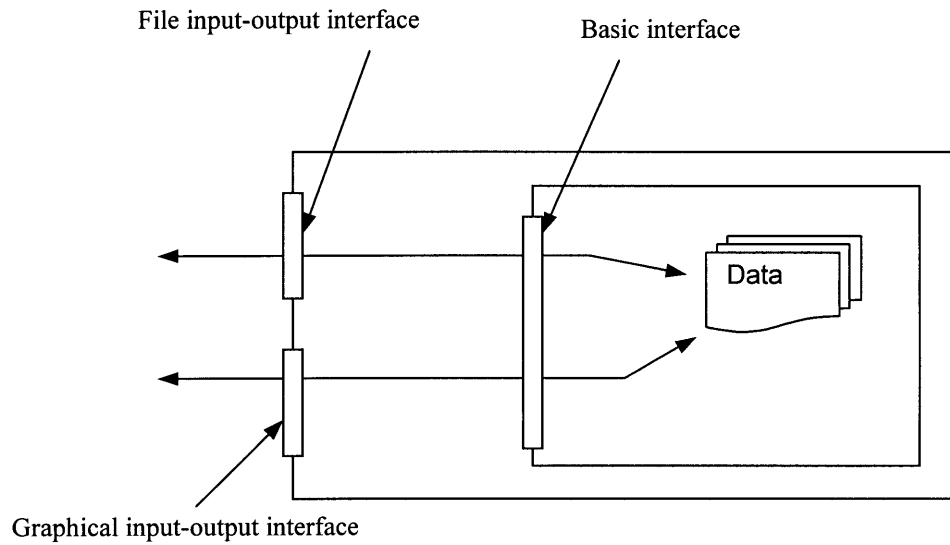 File input-output interface
Basic interface
Data
Graphical input-output interface